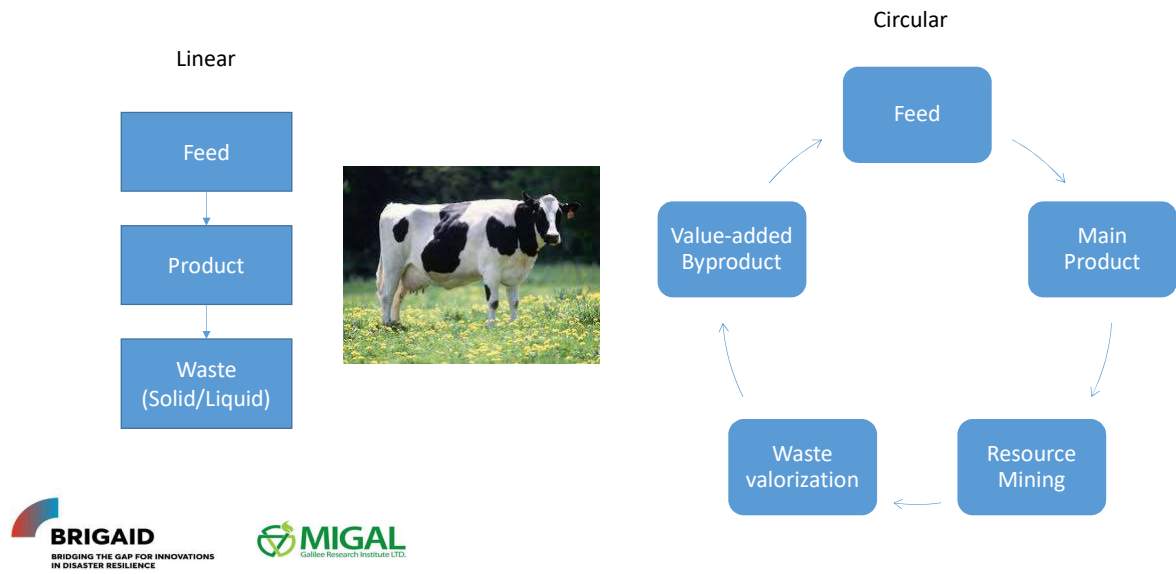 Linear
Feed
Product
Waste
(Solid/Liquid)
Circular
Feed
Main
Product
Resource
Mining
Waste
valorization
Value-added
Byproduct
BRIGAID
BRIDGING THE GAP FOR INNOVATIONS
IN DISASTER RESILIENCE
MIGAL
Galilee Research Institute LTD.